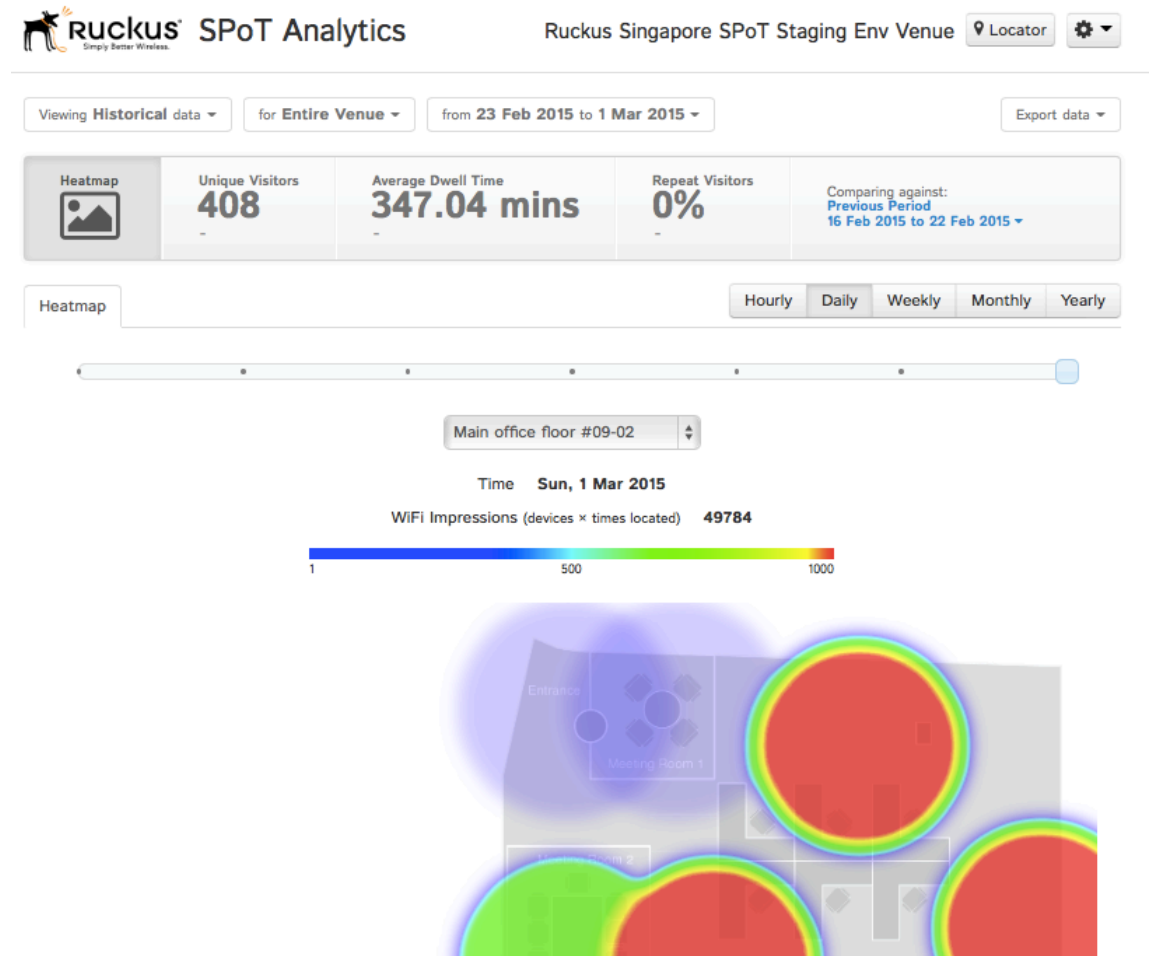 RUCKUS
Simply Better Wireless.
SPoT Analytics
Ruckus Singapore SPoT Staging Env Venue
Locator
Viewing Historical data
for Entire Venue
from 23 Feb 2015 to 1 Mar 2015
Export data
Heatmap
Unique Visitors
408
-
Average Dwell Time
347.04 mins
-
Repeat Visitors
0%
-
Comparing against:
Previous Period
16 Feb 2015 to 22 Feb 2015
Heatmap
Hourly
Daily
Weekly
Monthly
Yearly
Main office floor #09-02
Time Sun, 1 Mar 2015
WiFi Impressions (devices × times located) 49784
1 500 1000
Entrance
Meeting Room 1
Meeting Room 2